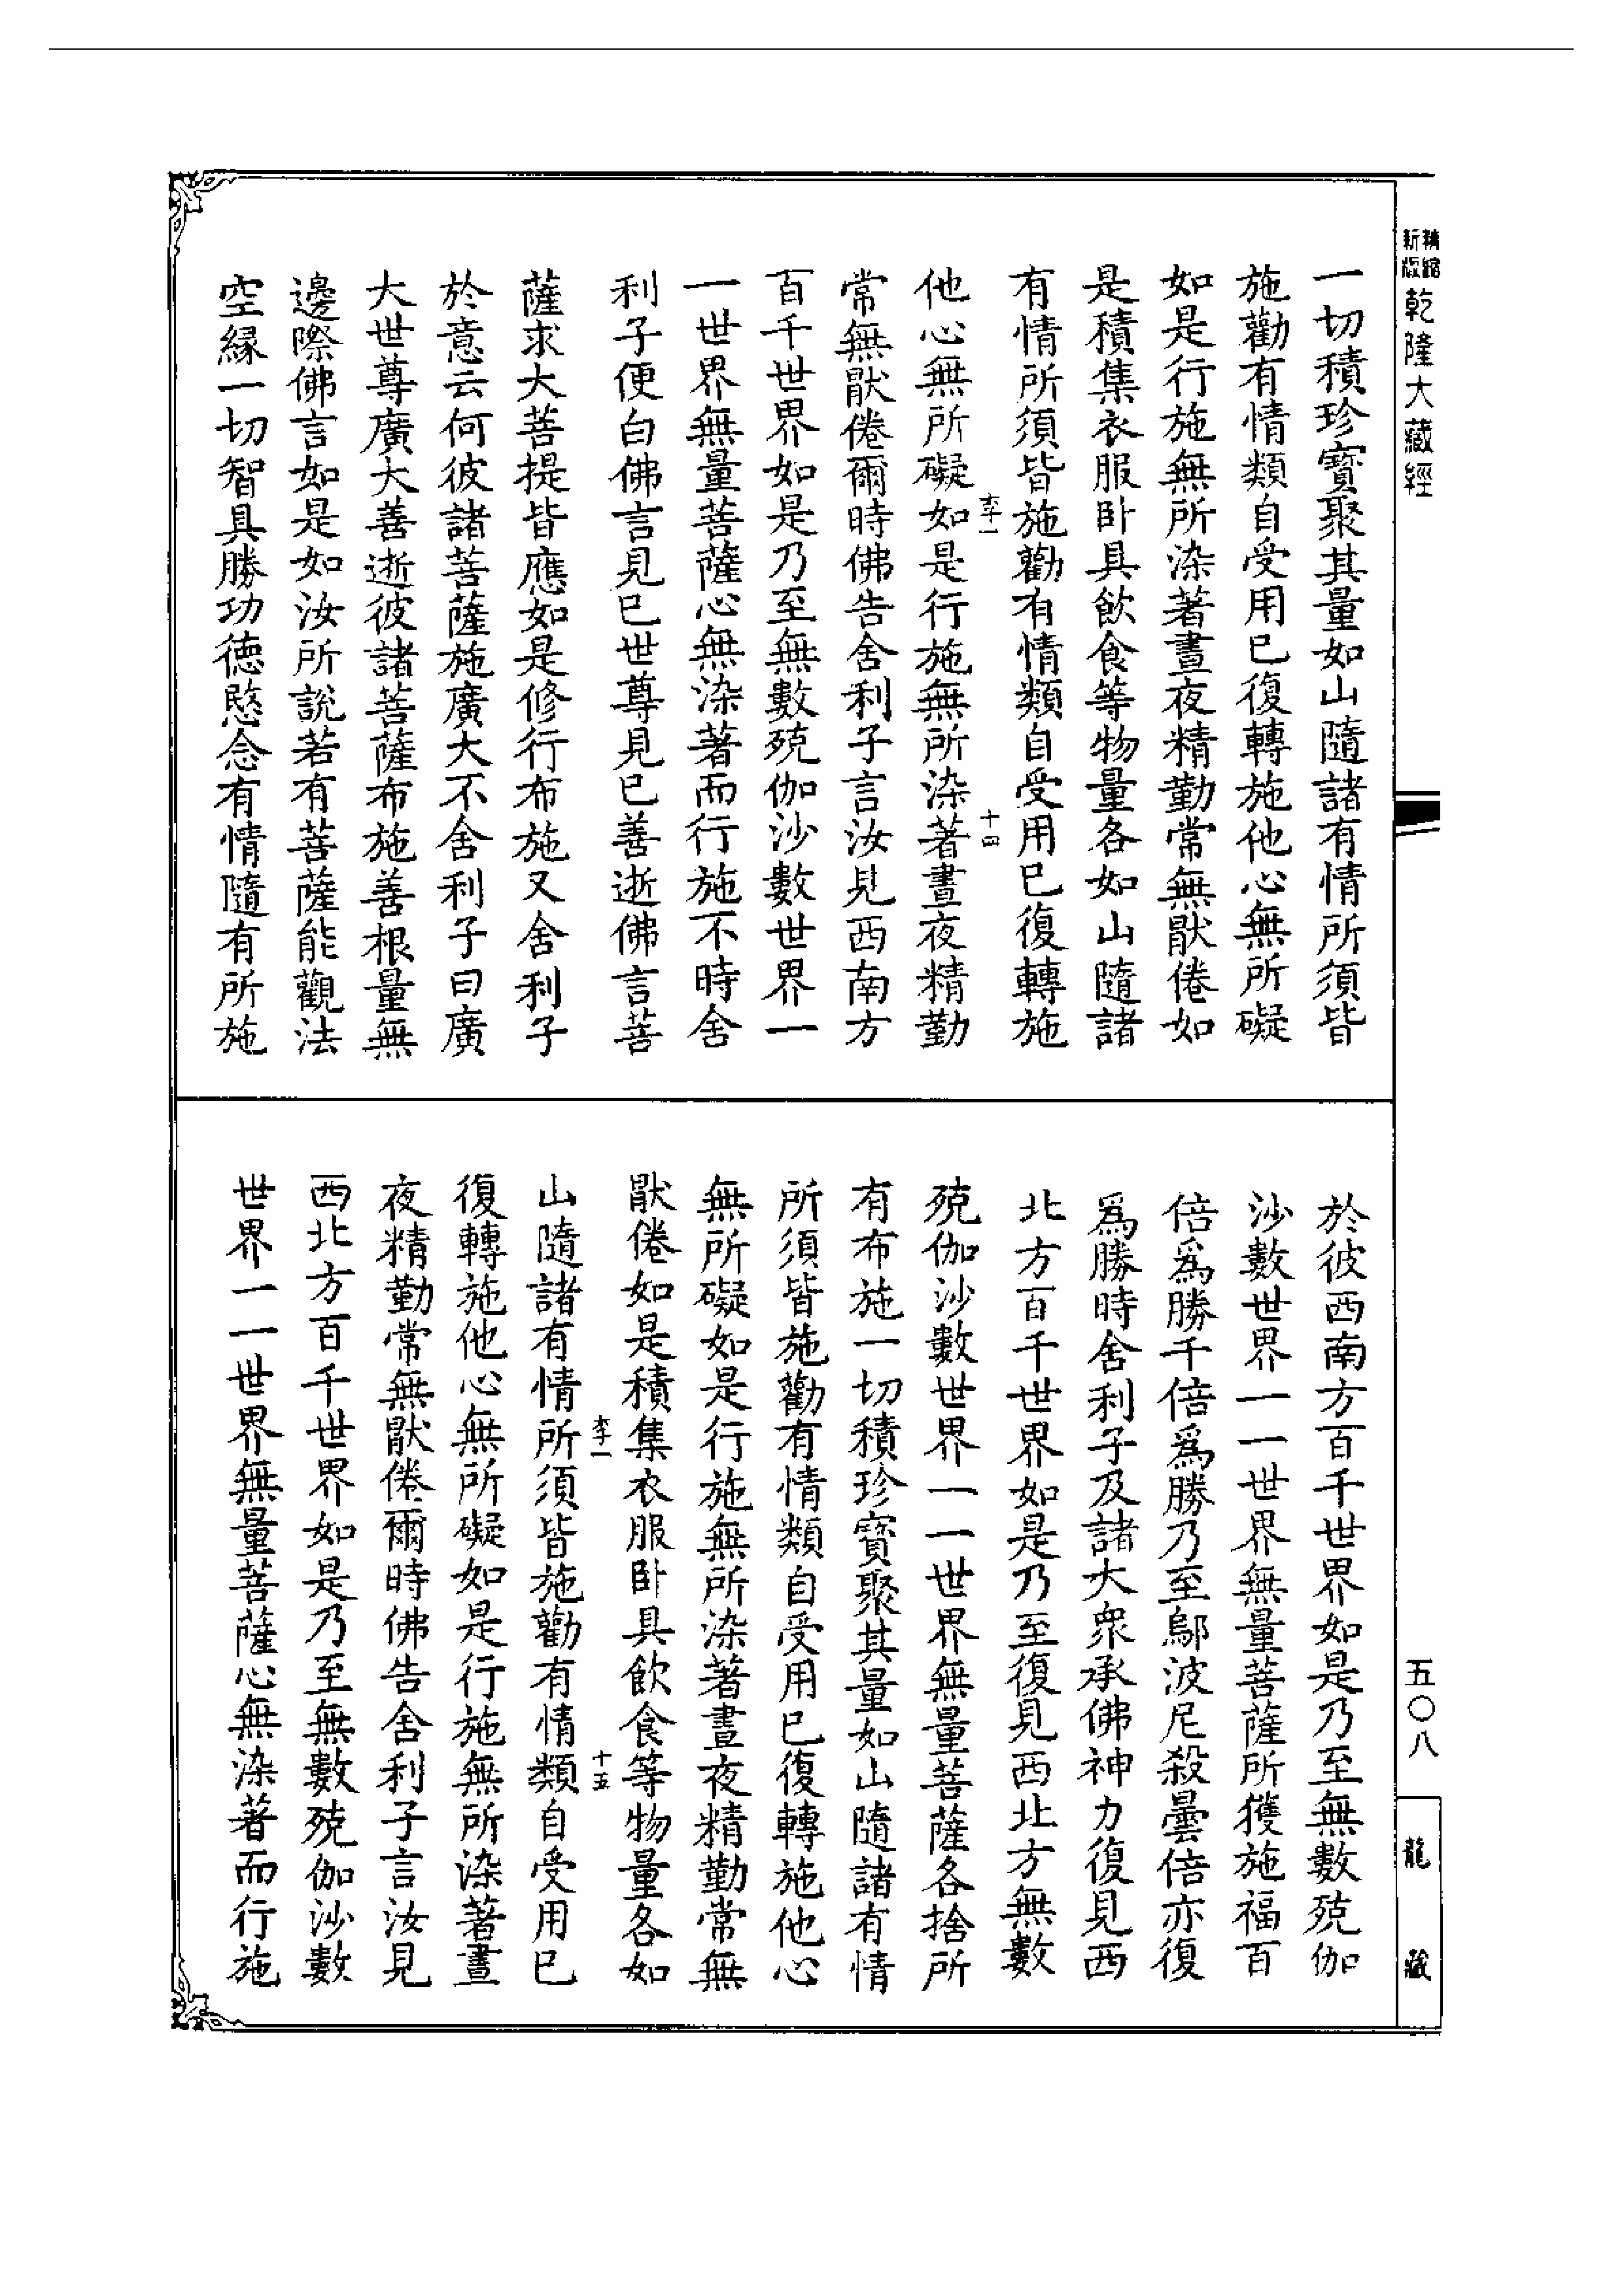 精縮
新版
乾隆大藏經
一切積珍寶聚其量如山隨諸有情所須皆
施勸有情類自受用已復轉施他心無所礙
如是行施無所染著晝夜精勤常無猒倦如
是積集衣服卧具飲食等物量各如山隨諸
有情所須皆施勸有情類自受用已復轉施
李一
十四
他心無所礙如是行施無所染著晝夜精勤
常無猒倦爾時佛告舍利子言汝見西南方
百千世界如是乃至無數殑伽沙數世界一
一世界無量菩薩心無染著而行施不時舍
利子便白佛言見已世尊見已善逝佛言菩
薩求大菩提皆應如是修行布施又舍利子
於意云何彼諸菩薩施廣大不舍利子曰廣
大世尊廣大善逝彼諸菩薩布施善根量無
邊際佛言如是如汝所說若有菩薩能觀法
空緣一切智具勝功德愍念有情隨有所施
於彼西南方百千世界如是乃至無數殑伽
沙數世界一一世界無量菩薩所獲施福百
倍爲勝千倍爲勝乃至鄔波尼殺曇倍亦復
爲勝時舍利子及諸大衆承佛神力復見西
北方百千世界如是乃至復見西北方無數
殑伽沙數世界一一世界無量菩薩各捨所
有布施一切積珍寶聚其量如山隨諸有情
所須皆施勸有情類自受用已復轉施他心
無所礙如是行施無所染著晝夜精勤常無
猒倦如是積集衣服卧具飲食等物量各如
李一
十五
山隨諸有情所須皆施勸有情類自受用已
復轉施他心無所礙如是行施無所染著晝
夜精勤常無猒倦爾時佛告舍利子言汝見
西北方百千世界如是乃至無數殑伽沙數
世界一一世界無量菩薩心無染著而行施
五〇八
龍藏